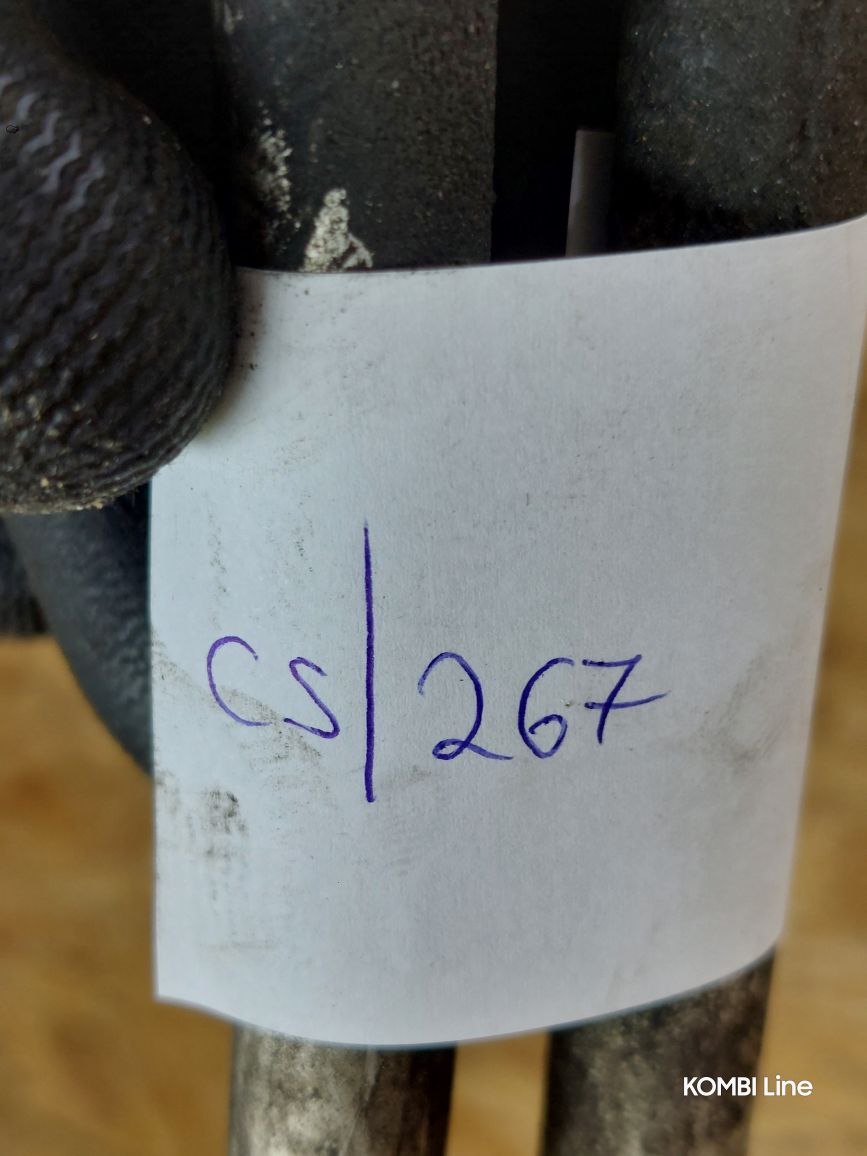 CS | 267
KOMBI Line